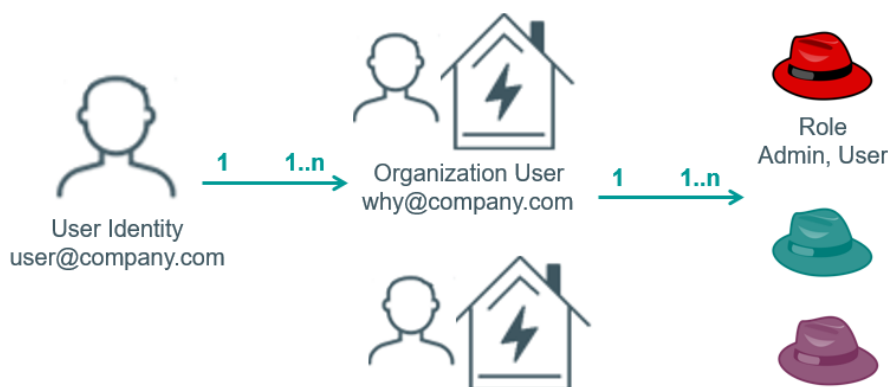 User Identity
user@company.com
1 1..n
Organization User
why@company.com
1 1..n
Role
Admin, User